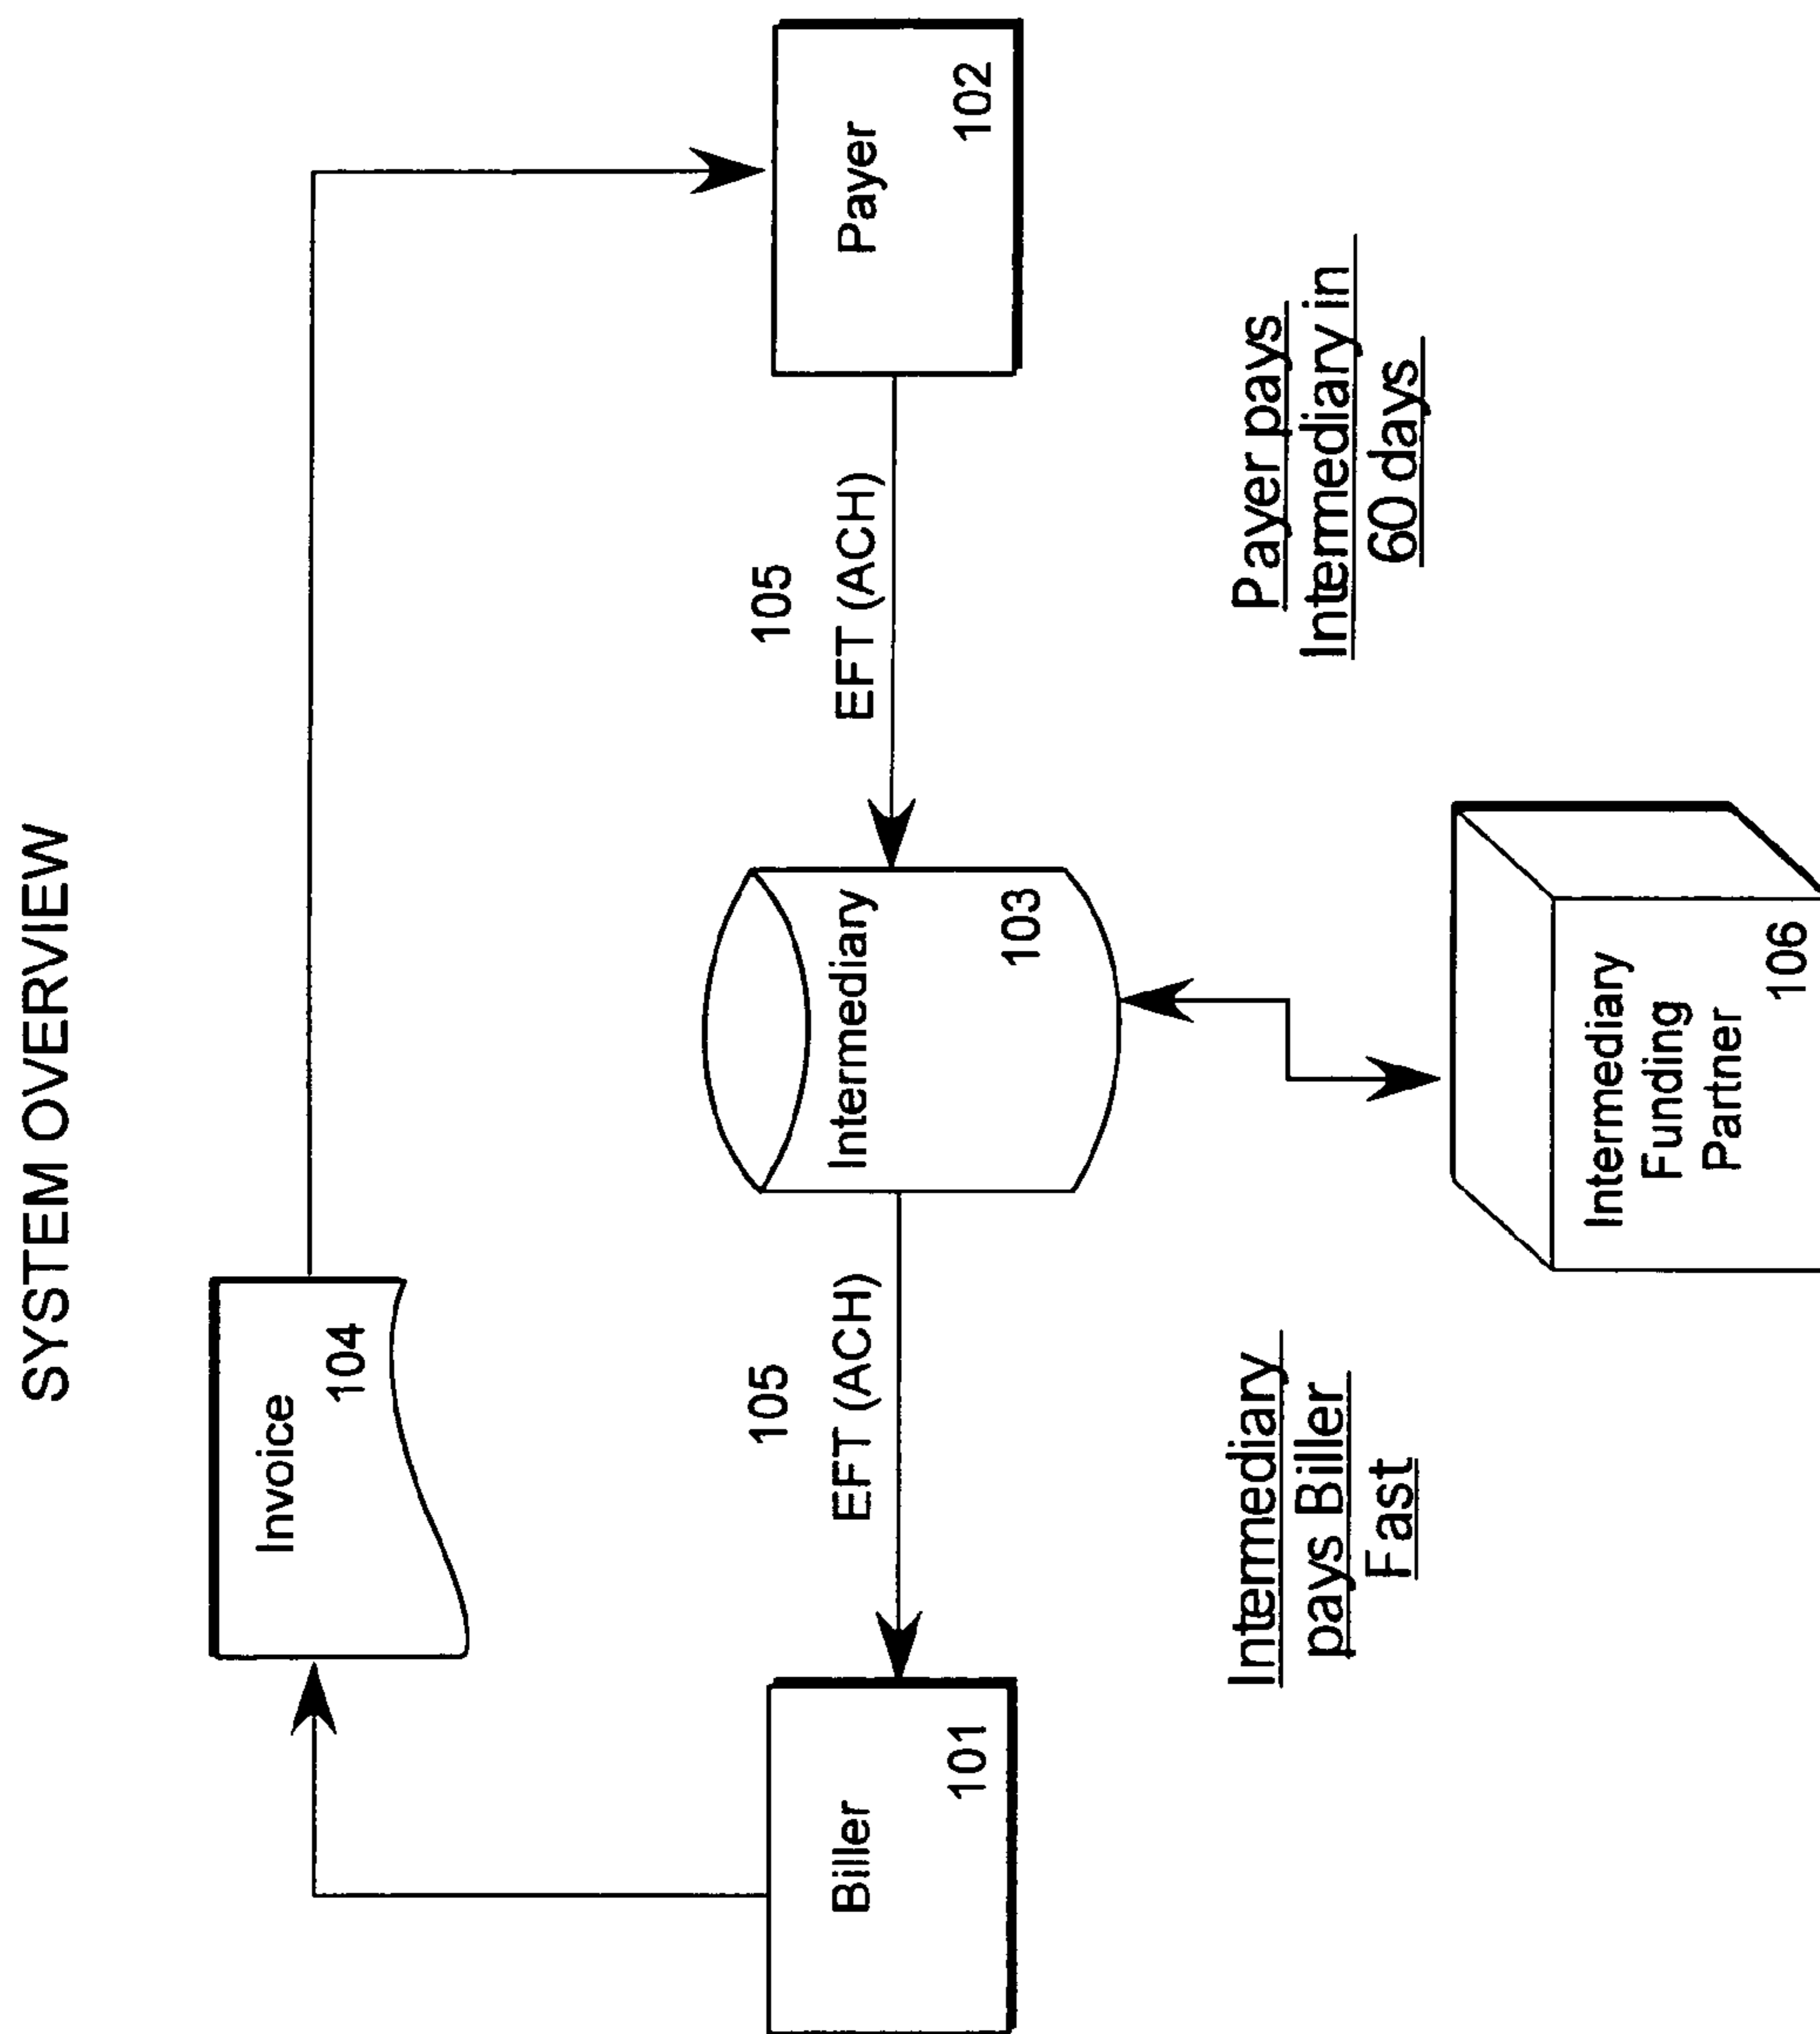 SYSTEM OVERVIEW
Invoice
104
Biller
101
105
EFT (ACH)
Intermediary
103
105
EFT (ACH)
Payer
102
Intermediary
pays Biller
Fast
Payer pays
Intermediary in
60 days
Intermediary
Funding
Partner
106